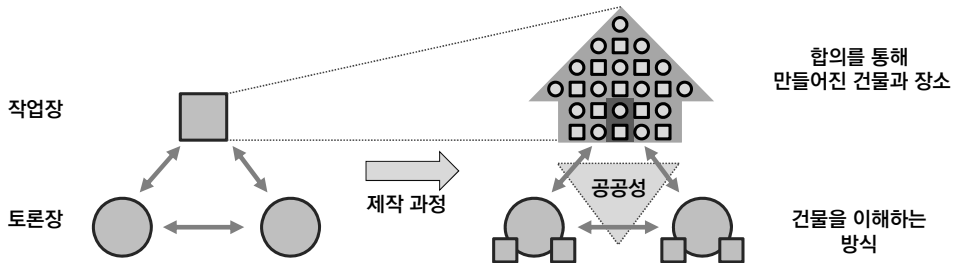 작업장
토론장
제작 과정
공공성
합의를 통해
만들어진 건물과 장소
건물을 이해하는
방식